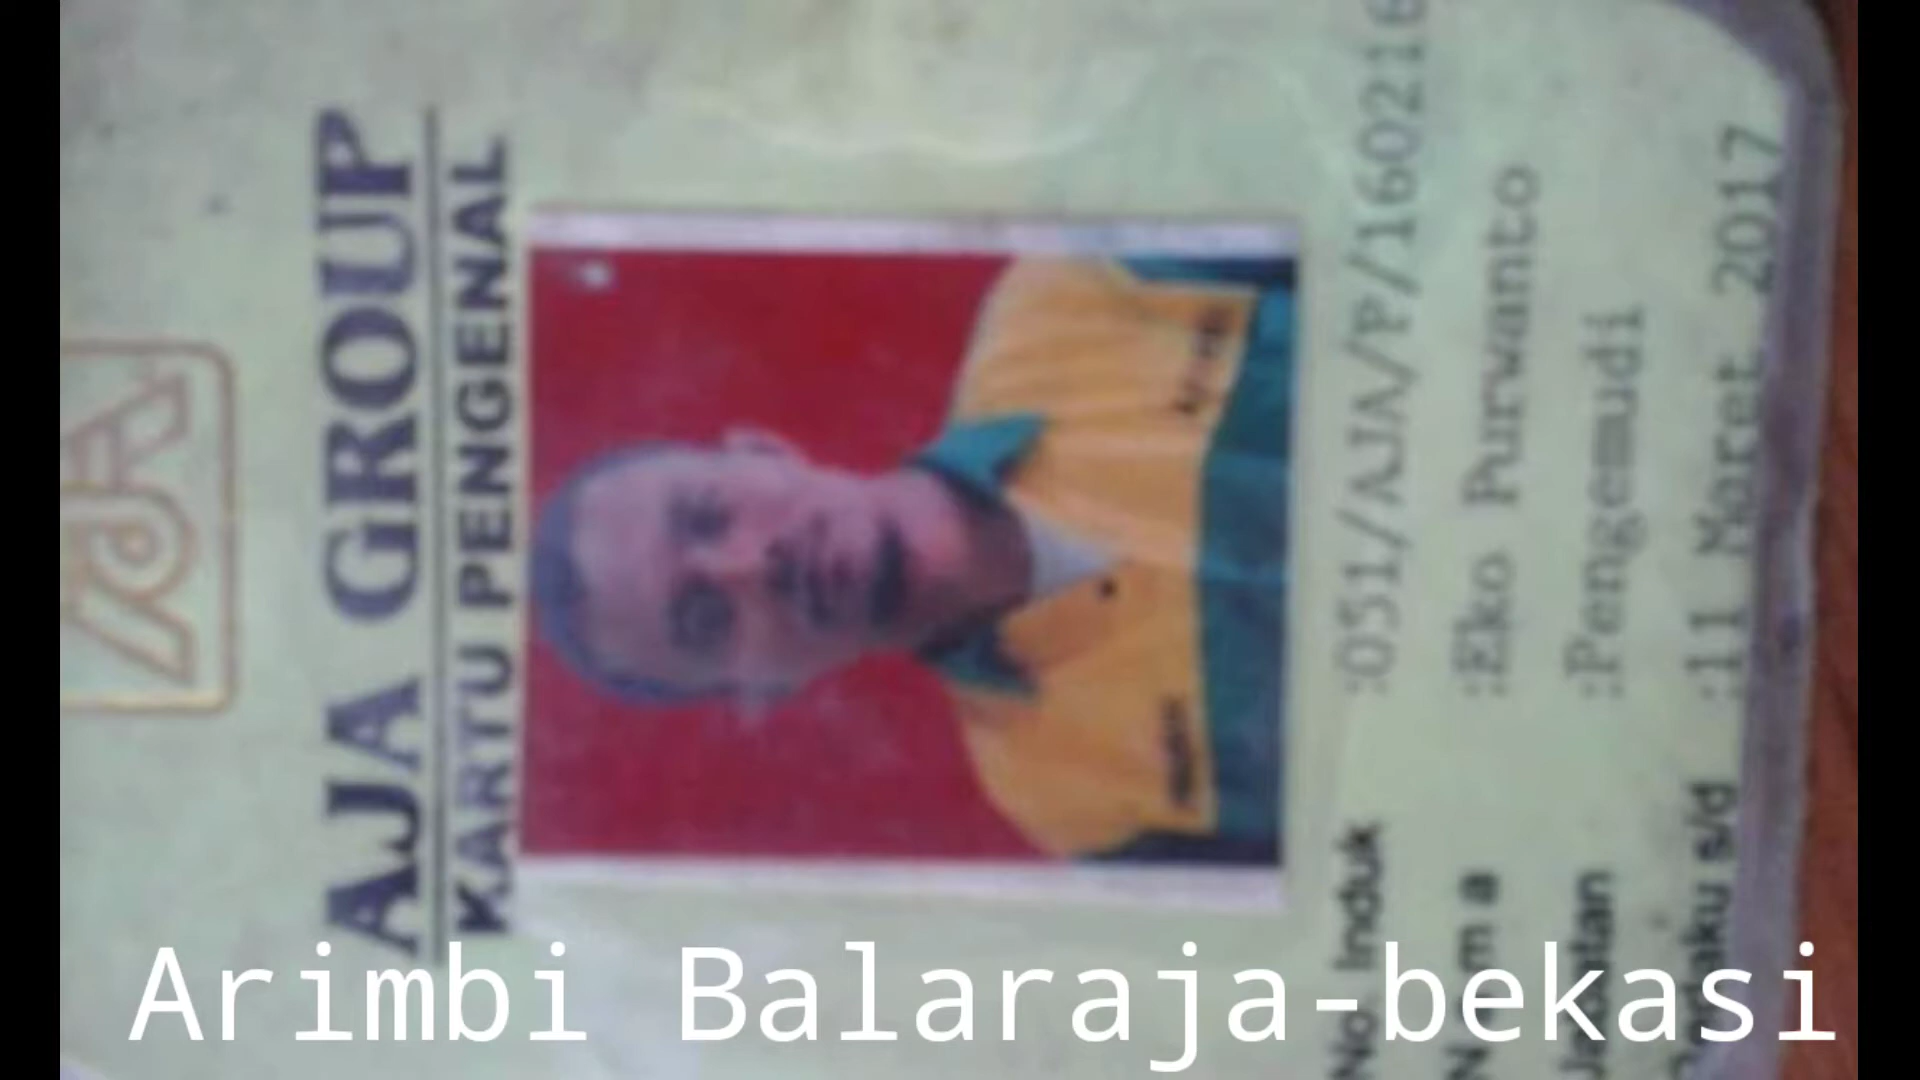 AJA GROUP
KARTU PENGENAL
No Induk :051/AJA/P/160216
N a m a :Eko Purwanto
Jabatan :Pengemudi
Berlaku s/d :11 Maret 2017
Arimbi Balaraja-bekasi